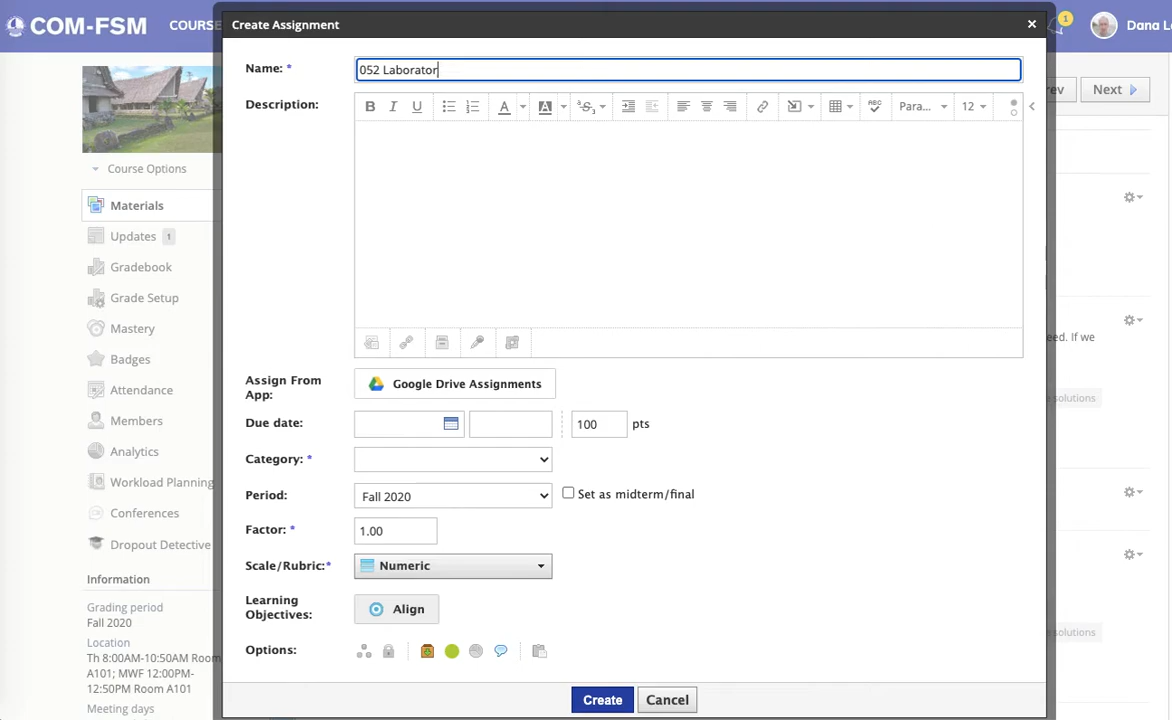 COM-FSM
COURSE
1
Dana L
Create Assignment
×
Name: *
052 Laborator
Description:
B I U
A
A
S
ABC
Para...
12
Prev
Next
Course Options
Materials
Updates 1
Gradebook
Grade Setup
Mastery
Badges
Attendance
Members
Analytics
Workload Planning
Conferences
Dropout Detective
Information
Grading period
Fall 2020
Location
Th 8:00AM-10:50AM Room
A101; MWF 12:00PM-
12:50PM Room A101
Meeting days
Assign From
App:
Google Drive Assignments
Due date:
100
pts
Category: *
Period:
Fall 2020
Set as midterm/final
Factor: *
1.00
Scale/Rubric:*
Numeric
Learning
Objectives:
Align
Options:
Create
Cancel
eed. If we
solutions
solutions